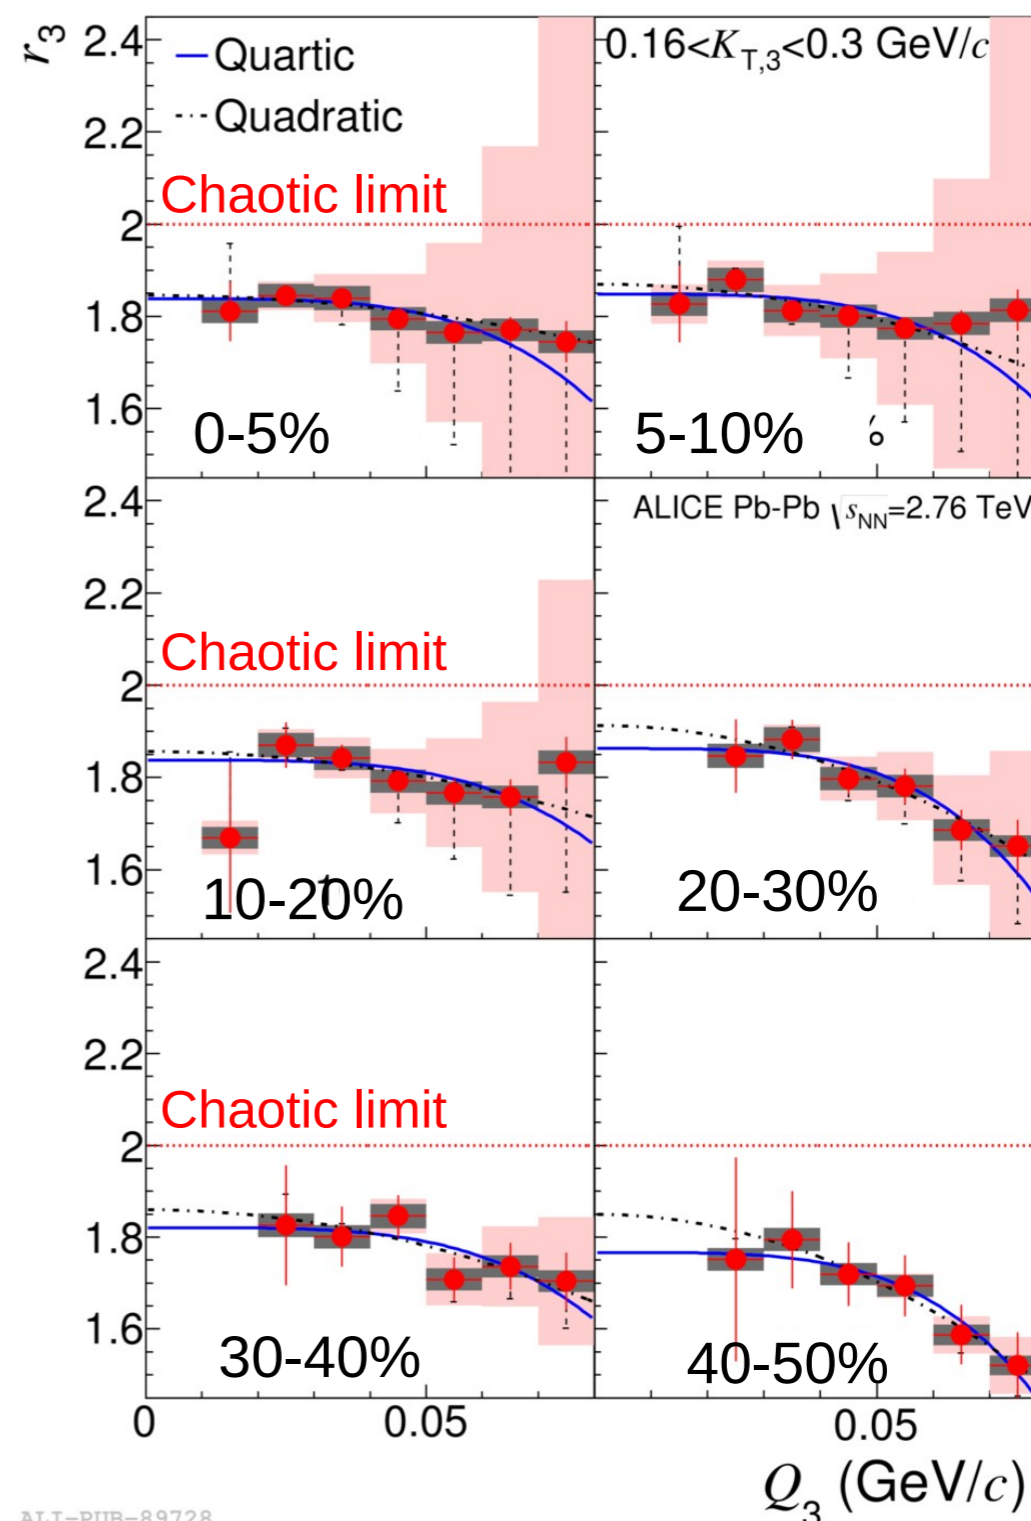 r3
2.4
2.2
2
1.8
1.6
Quartic
Quadratic
Chaotic limit
0-5%
0.16<KT,3<0.3 GeV/c
5-10%
2.4
2.2
2
1.8
1.6
Chaotic limit
10-20%
ALICE Pb-Pb √sNN=2.76 TeV
20-30%
2.4
2.2
2
1.8
1.6
Chaotic limit
30-40%
40-50%
0
0.05
0.05
Q3 (GeV/c)
ALI-PUB-89728